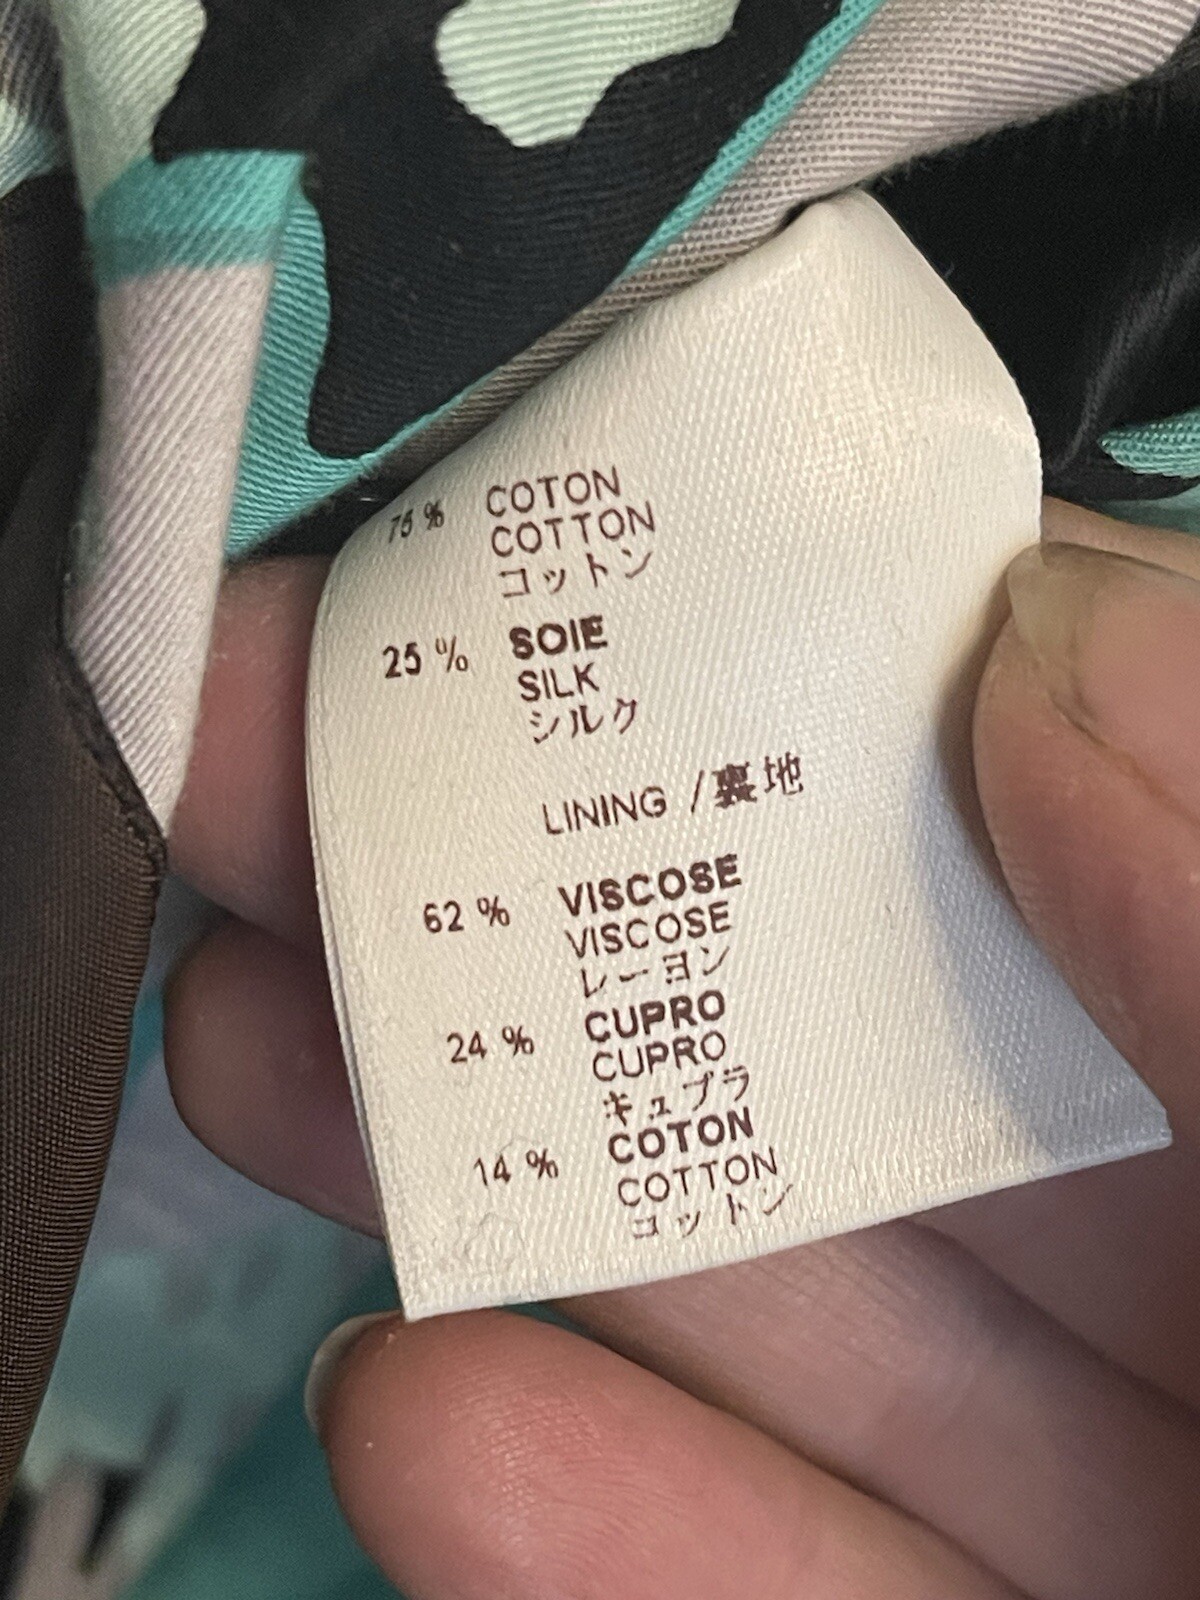 75 % COTON
COTTON
コットン
25 % SOIE
SILK
シルク
LINING / 裏地
62 % VISCOSE
VISCOSE
レーヨン
24 % CUPRO
CUPRO
キュプラ
14 % COTON
COTTON
コットン